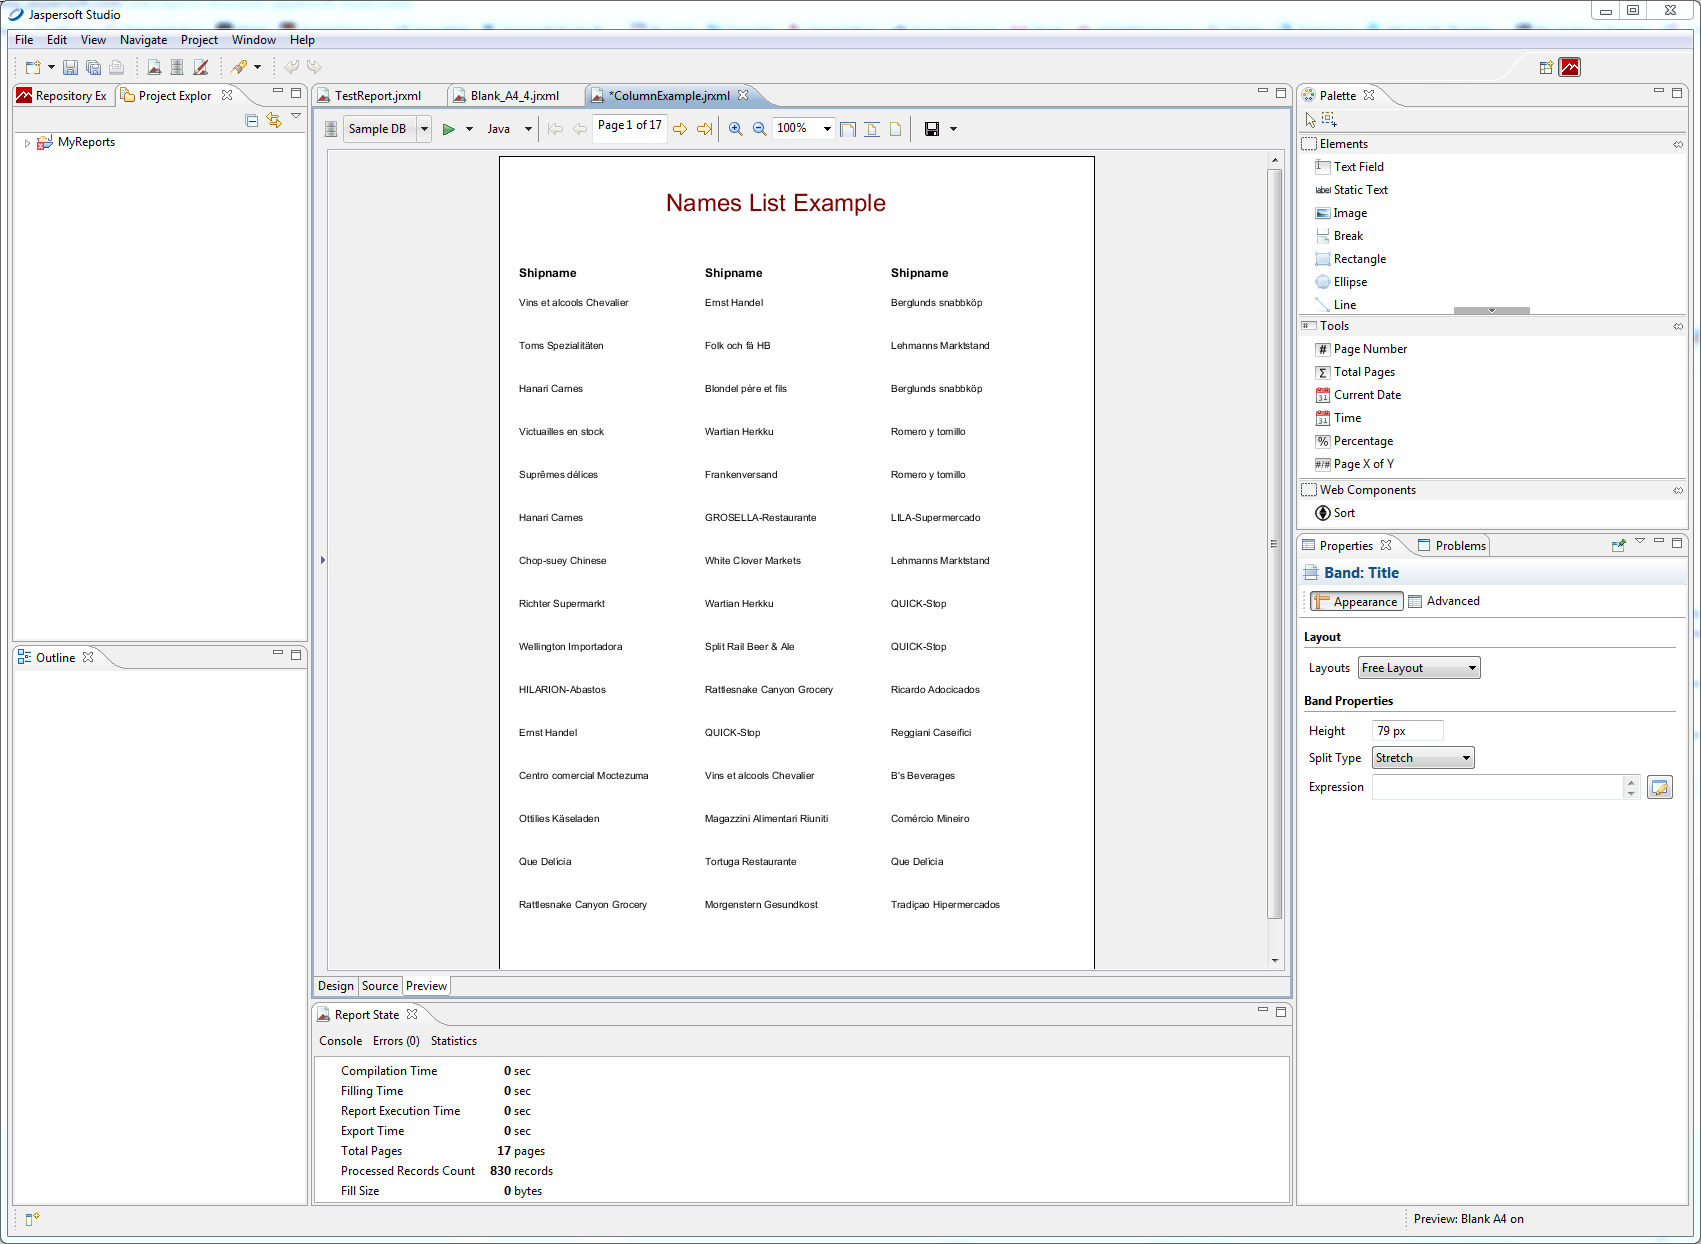 Jaspersoft Studio
File Edit View Navigate Project Window Help
Repository Ex Project Explor
MyReports
Outline
TestReport.jrxml Blank_A4_4.jrxml *ColumnExample.jrxml
Sample DB Java Page 1 of 17 100%
Names List Example
Shipname Shipname Shipname
Vins et alcools Chevalier Ernst Handel Berglunds snabbköp
Toms Spezialitäten Folk och fä HB Lehmanns Marktstand
Hanari Carnes Blondel père et fils Berglunds snabbköp
Victuailles en stock Wartian Herkku Romero y tomillo
Suprêmes délices Frankenversand Romero y tomillo
Hanari Carnes GROSELLA-Restaurante LILA-Supermercado
Chop-suey Chinese White Clover Markets Lehmanns Marktstand
Richter Supermarkt Wartian Herkku QUICK-Stop
Wellington Importadora Split Rail Beer & Ale QUICK-Stop
HILARION-Abastos Rattlesnake Canyon Grocery Ricardo Adocicados
Ernst Handel QUICK-Stop Reggiani Caseifici
Centro comercial Moctezuma Vins et alcools Chevalier B's Beverages
Ottilies Käseladen Magazzini Alimentari Riuniti Comércio Mineiro
Que Delícia Tortuga Restaurante Que Delícia
Rattlesnake Canyon Grocery Morgenstern Gesundkost Tradiçao Hipermercados
Design Source Preview
Report State
Console Errors (0) Statistics
Compilation Time 0 sec
Filling Time 0 sec
Report Execution Time 0 sec
Export Time 0 sec
Total Pages 17 pages
Processed Records Count 830 records
Fill Size 0 bytes
Palette
Elements
Text Field
label Static Text
Image
Break
Rectangle
Ellipse
Line
Tools
# Page Number
Σ Total Pages
31 Current Date
31 Time
% Percentage
#/# Page X of Y
Web Components
Sort
Properties Problems
Band: Title
Appearance Advanced
Layout
Layouts Free Layout
Band Properties
Height 79 px
Split Type Stretch
Expression
Preview: Blank A4 on